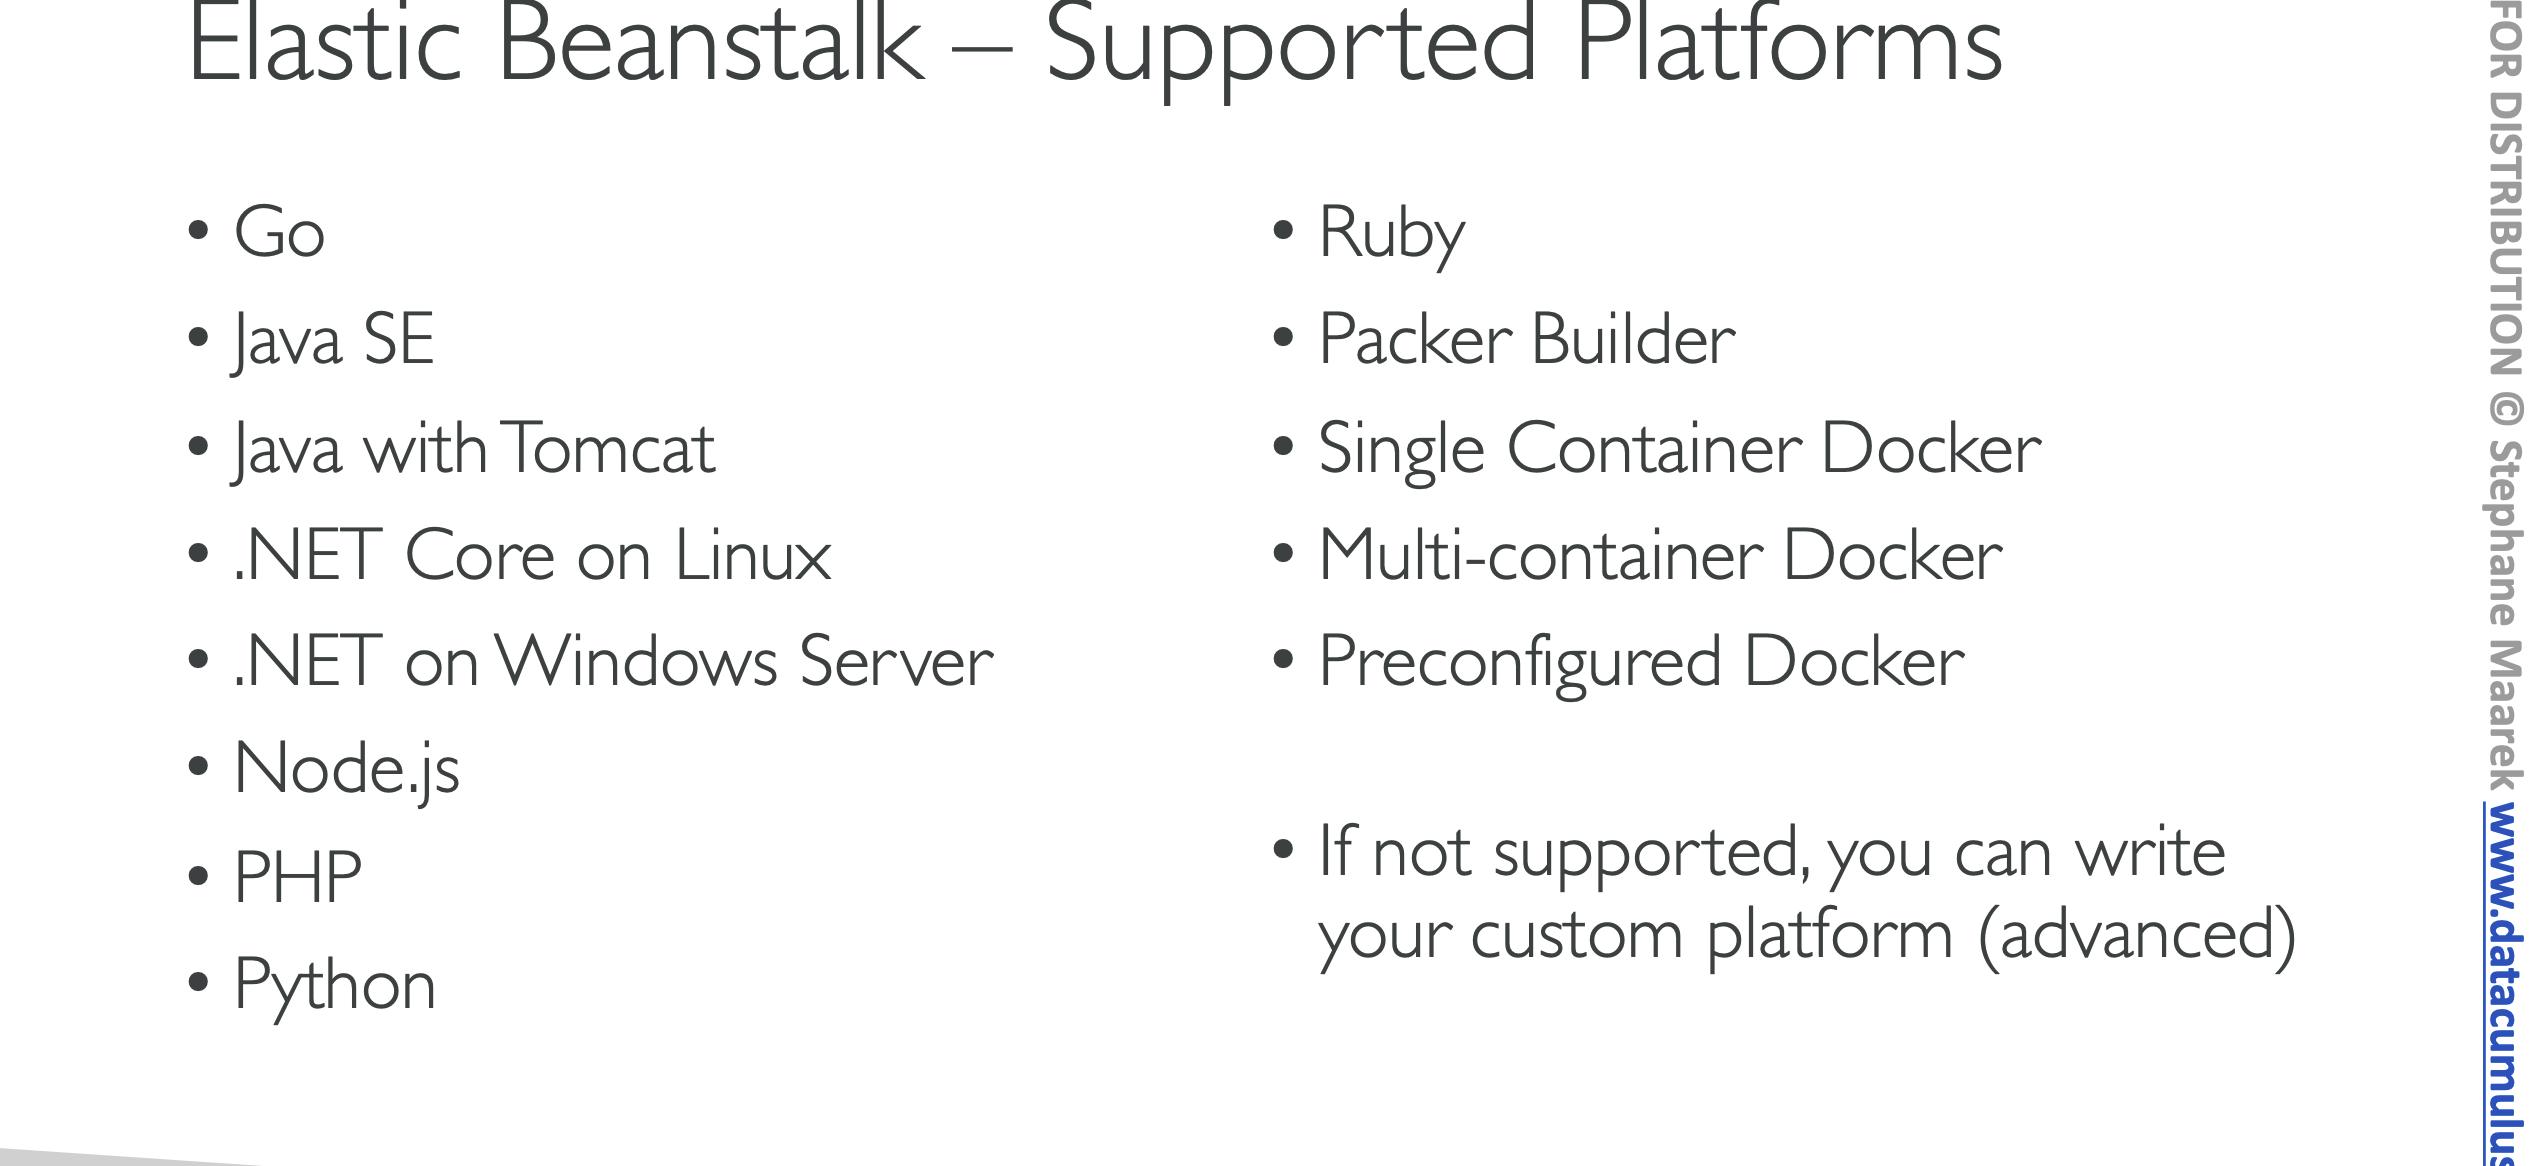 Elastic Beanstalk – Supported Platforms
• Go
• Java SE
• Java with Tomcat
• .NET Core on Linux
• .NET on Windows Server
• Node.js
• PHP
• Python
• Ruby
• Packer Builder
• Single Container Docker
• Multi-container Docker
• Preconfigured Docker
• If not supported, you can write
your custom platform (advanced)
FOR DISTRIBUTION © Stephane Maarek www.datacumulus